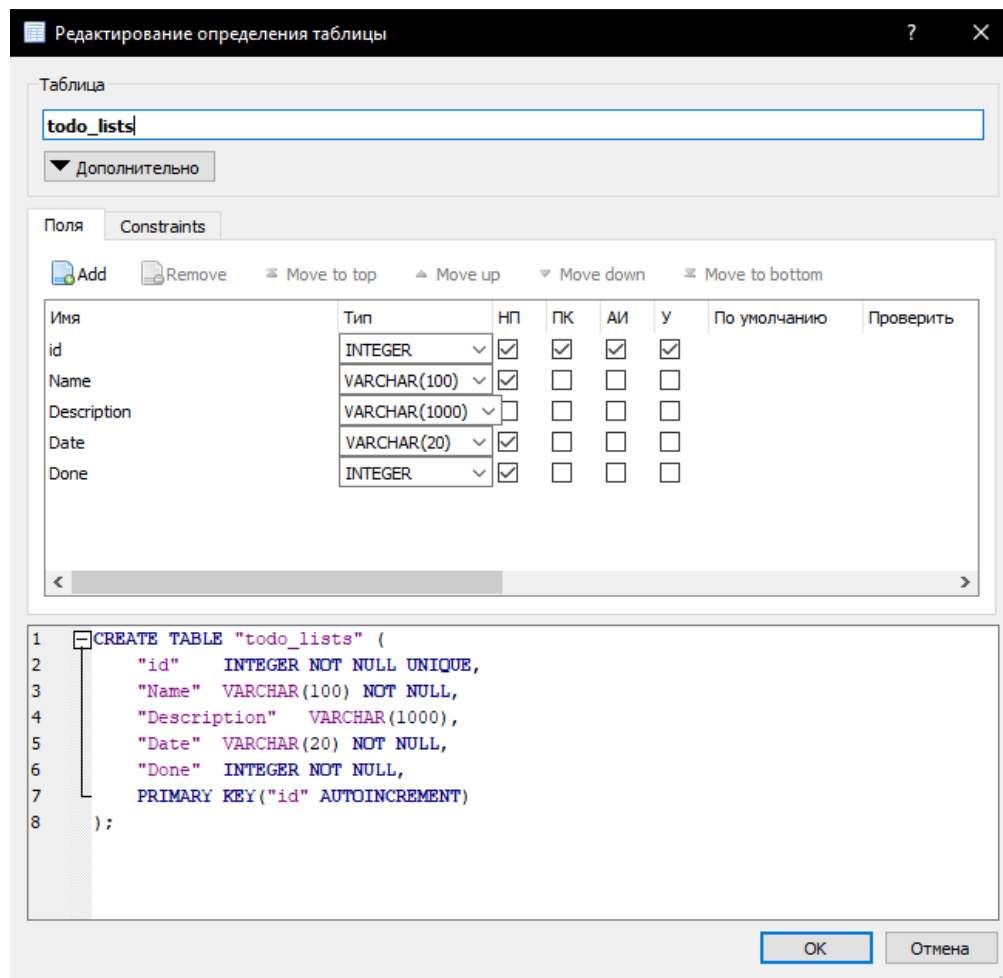 Редактирование определения таблицы ?
Таблица
todo_lists
Дополнительно
Поля Constraints
Add Remove Move to top Move up Move down Move to bottom
Имя Тип НП ПК АИ У По умолчанию Проверить
id INTEGER
Name VARCHAR(100)
Description VARCHAR(1000)
Date VARCHAR(20)
Done INTEGER
1 CREATE TABLE "todo_lists" (
2 "id" INTEGER NOT NULL UNIQUE,
3 "Name" VARCHAR(100) NOT NULL,
4 "Description" VARCHAR(1000),
5 "Date" VARCHAR(20) NOT NULL,
6 "Done" INTEGER NOT NULL,
7 PRIMARY KEY("id" AUTOINCREMENT)
8 );
OK Отмена